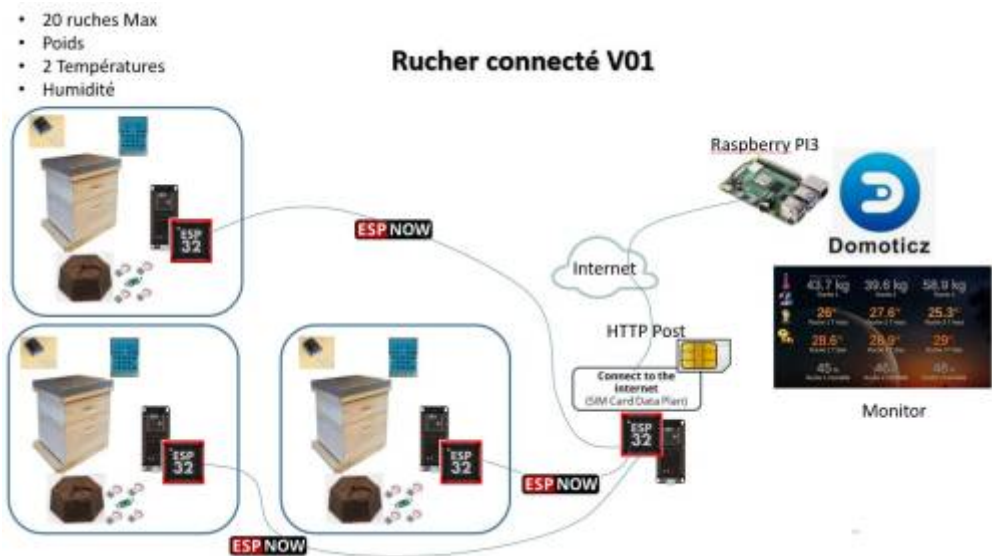 • 20 ruches Max
• Poids
• 2 Températures
• Humidité
Rucher connecté V01
Raspberry PI3
Domoticz
ESP 32
ESP NOW
Internet
HTTP Post
Connect to the
internet
(SIM Card Data Plan)
ESP 32
ESP 32
ESP 32
ESP NOW
ESP NOW
43.7 kg 39.6 kg 58.9 kg
26° 27.6° 25.3°
28.6° 29°
45 46
Monitor